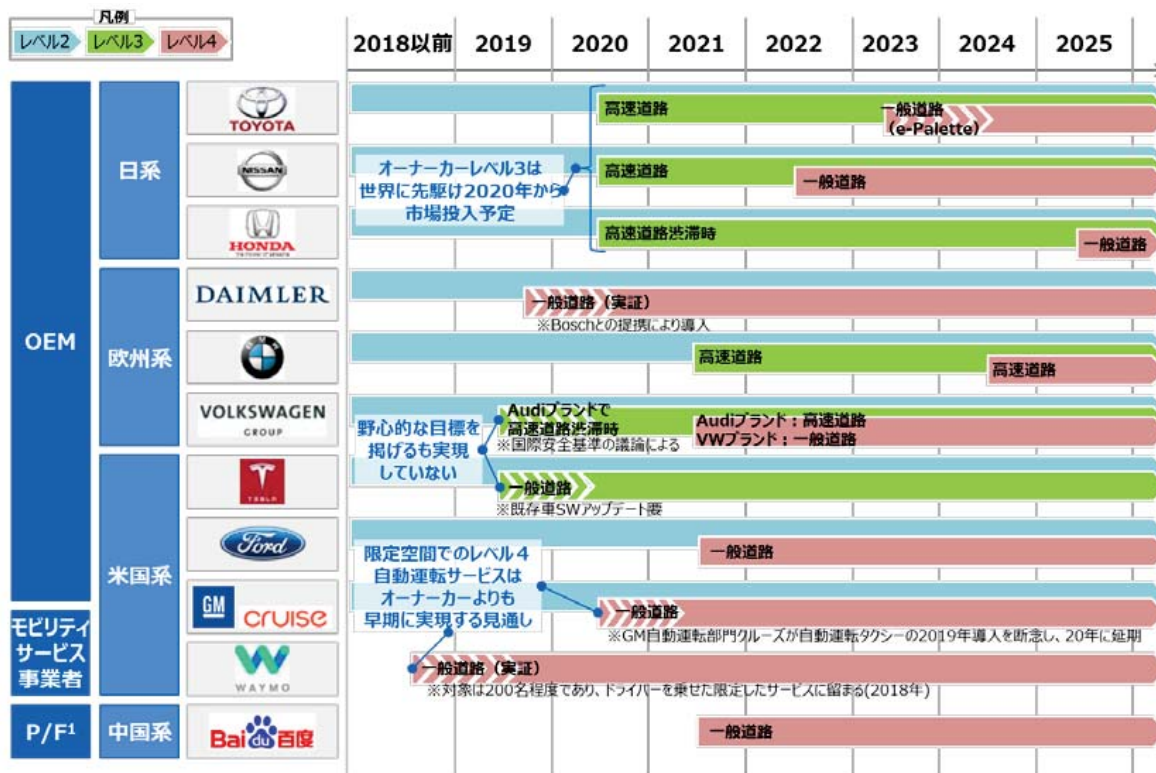 凡例
レベル2 レベル3 レベル4
2018以前 2019 2020 2021 2022 2023 2024 2025
OEM
モビリティ
サービス
事業者
P/F¹
日系
欧州系
米国系
中国系
TOYOTA
高速道路
一般道路
(e-Palette)
NISSAN
高速道路
一般道路
オーナーカーレベル3は
世界に先駆け2020年から
市場投入予定
HONDA
高速道路渋滞時
一般道路
DAIMLER
一般道路（実証）
※Boschとの提携により導入
BMW
高速道路
高速道路
VOLKSWAGEN
GROUP
Audiブランドで
高速道路渋滞時
※国際安全基準の議論による
Audiブランド：高速道路
VWブランド：一般道路
野心的な目標を
掲げるも実現
していない
TESLA
一般道路
※既存車SWアップデート要
Ford
一般道路
限定空間でのレベル４
自動運転サービスは
オーナーカーよりも
早期に実現する見通し
GM cruise
一般道路
※GM自動運転部門クルーズが自動運転タクシーの2019年導入を断念し、20年に延期
WAYMO
一般道路（実証）
※対象は200名程度であり、ドライバーを乗せた限定したサービスに留まる(2018年)
Bai du 百度
一般道路